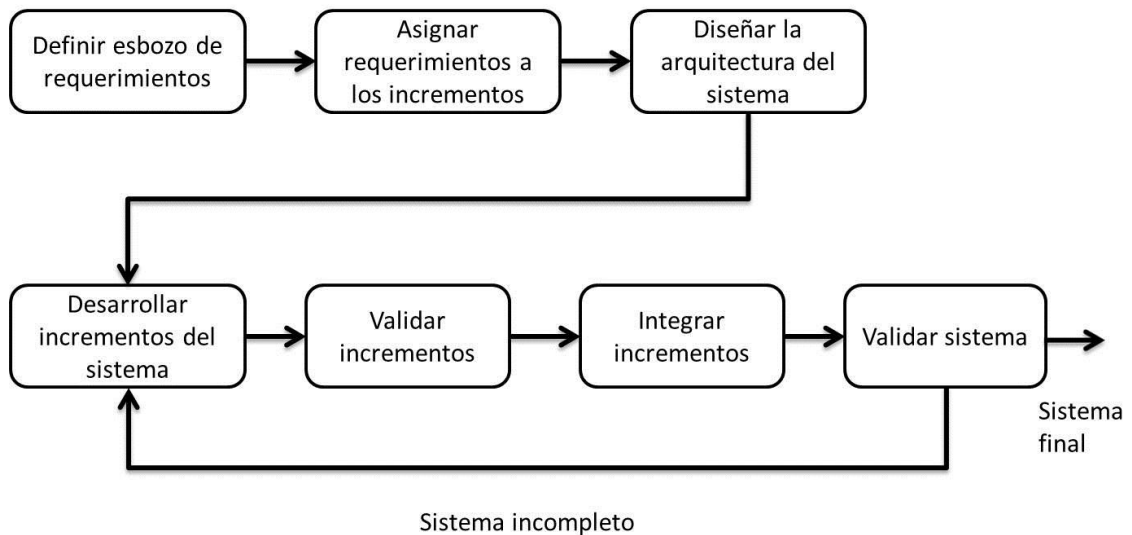 Definir esbozo de
requerimientos
Asignar
requerimientos a
los incrementos
Diseñar la
arquitectura del
sistema
Desarrollar
incrementos del
sistema
Validar
incrementos
Integrar
incrementos
Validar sistema
Sistema
final
Sistema incompleto